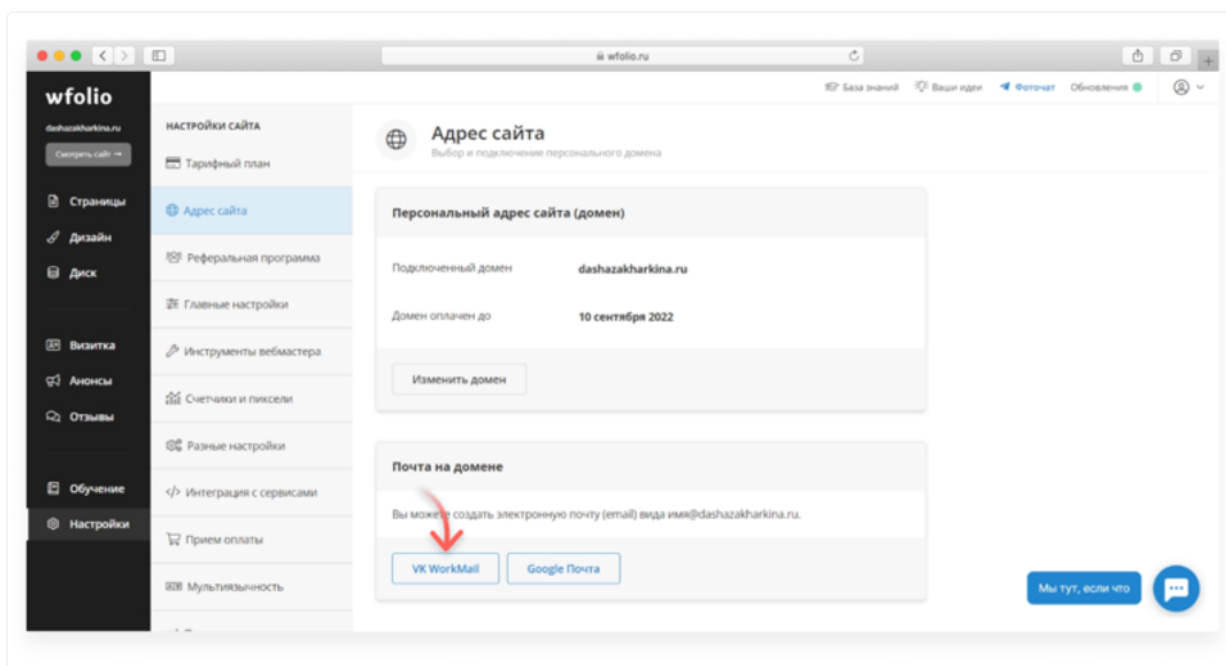 wfolio.ru
wfolio
База знаний
Ваши идеи
Фоточат
Обновления
dashazakharkina.ru
Смотреть сайт →
Страницы
Дизайн
Диск
Визитка
Анонсы
Отзывы
Обучение
Настройки
НАСТРОЙКИ САЙТА
Тарифный план
Адрес сайта
Реферальная программа
Главные настройки
Инструменты вебмастера
Счетчики и пиксели
Разные настройки
Интеграция с сервисами
Прием оплаты
Мультиязычность
Адрес сайта
Выбор и подключение персонального домена
Персональный адрес сайта (домен)
Подключенный домен dashazakharkina.ru
Домен оплачен до 10 сентября 2022
Изменить домен
Почта на домене
Вы можете создать электронную почту (email) вида имя@dashazakharkina.ru.
VK WorkMail
Google Почта
Мы тут, если что